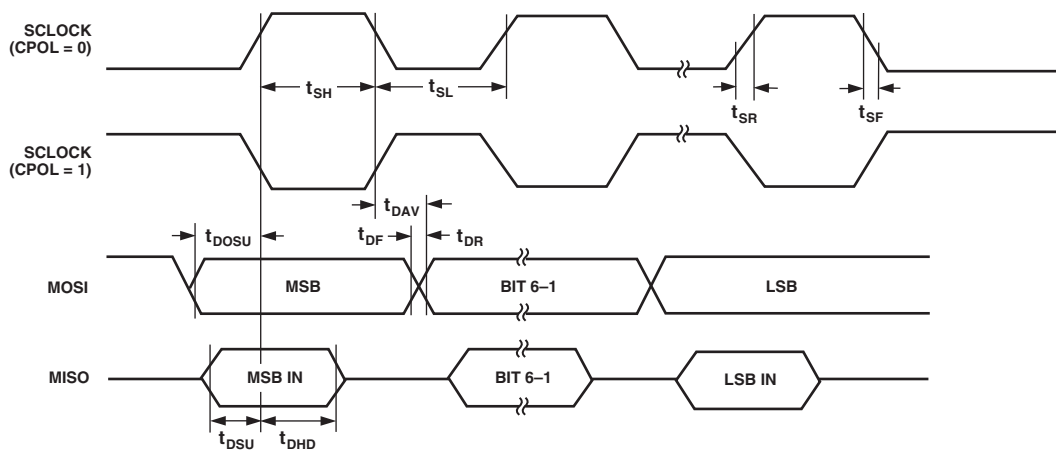 SCLOCK
(CPOL = 0)
tSH
tSL
tSR
tSF
SCLOCK
(CPOL = 1)
tDAV
tDOSU
tDF
tDR
MOSI
MSB
BIT 6–1
LSB
MISO
MSB IN
BIT 6–1
LSB IN
tDSU
tDHD